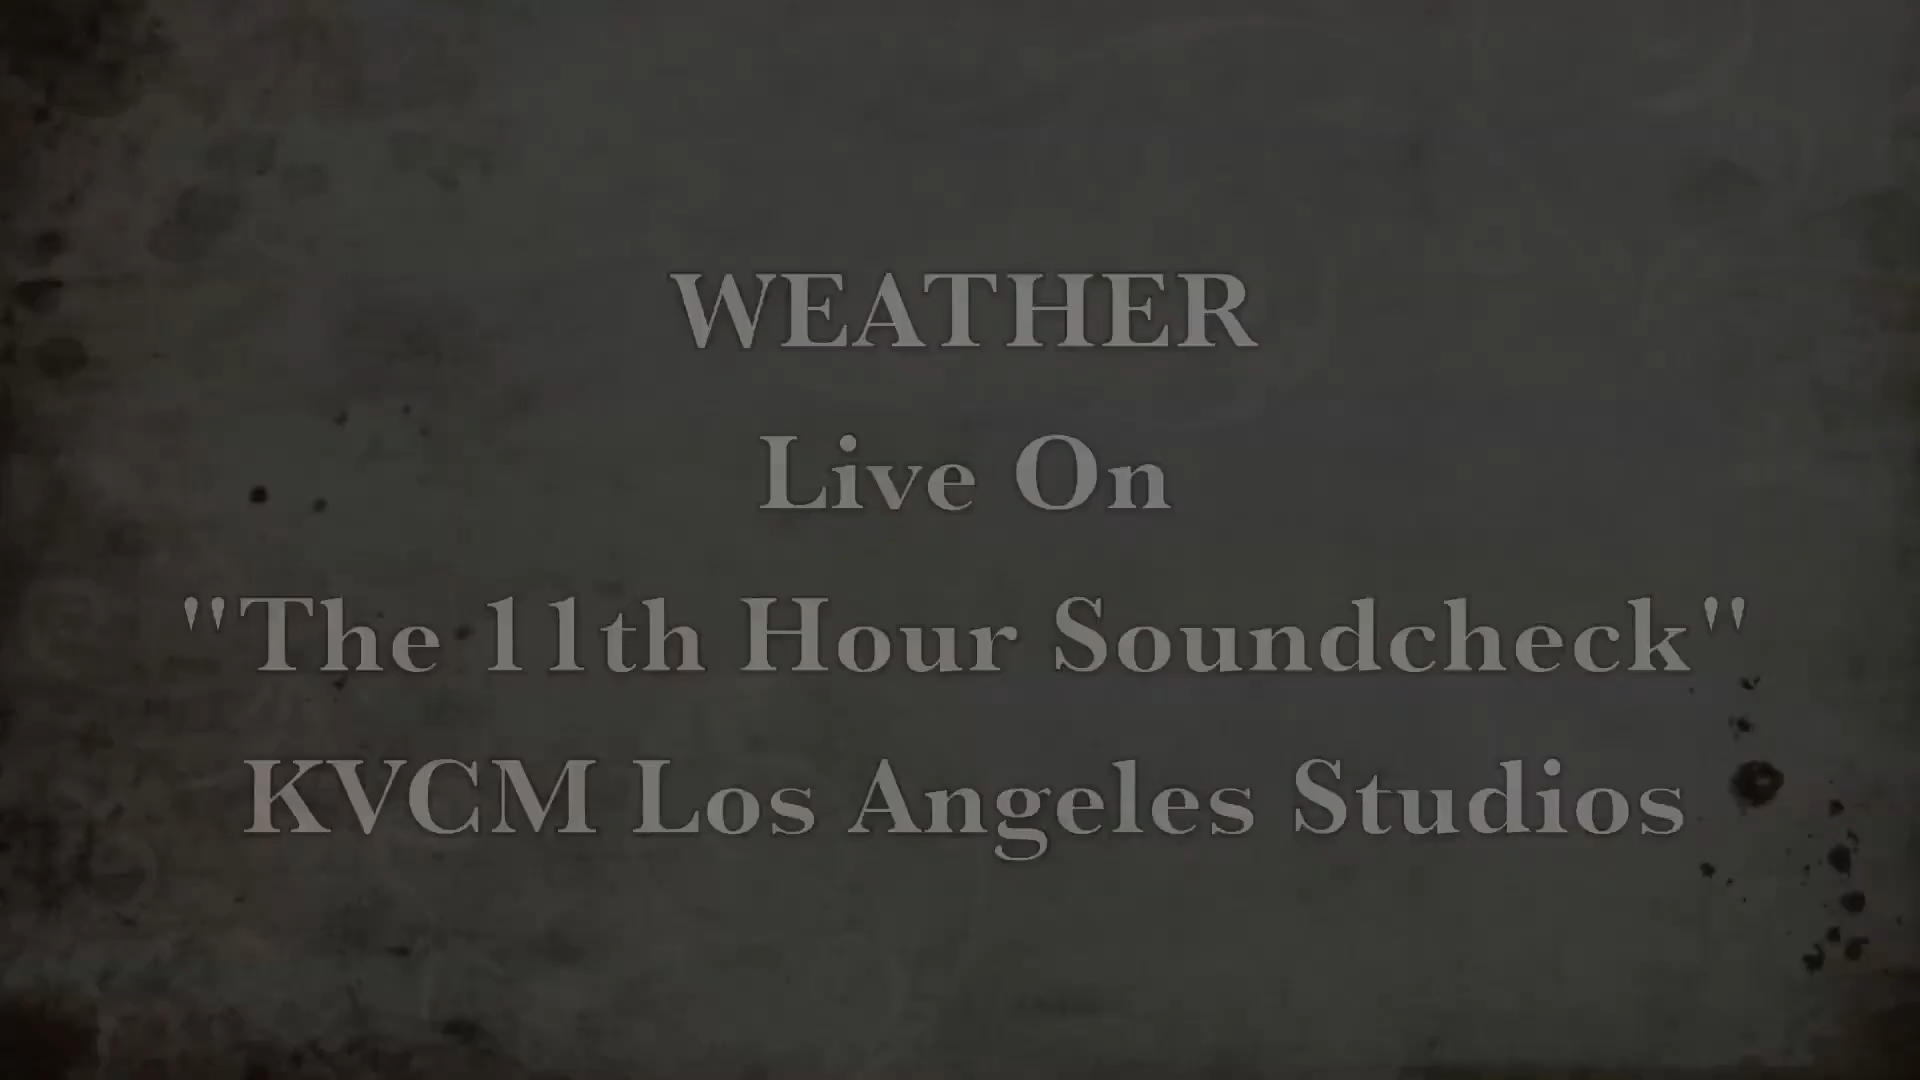 WEATHER
Live On
"The 11th Hour Soundcheck"
KVCM Los Angeles Studios